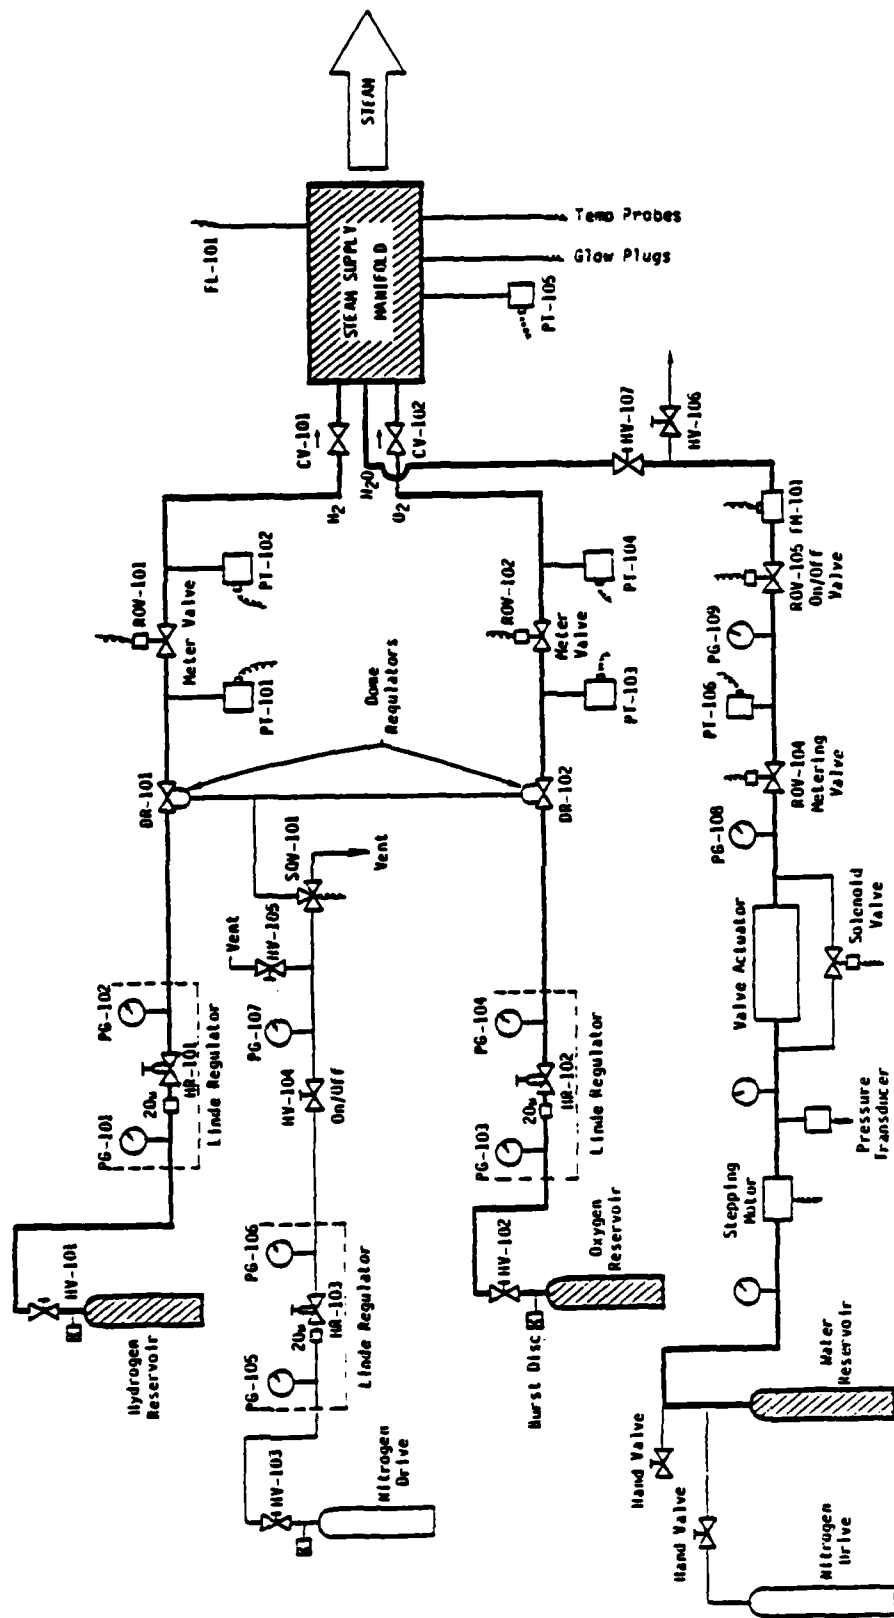 STEAM
FL-101
STEAM SUPPLY
MANIFOLD
Temp Probes
Glow Plugs
PT-105
CV-101
CV-102
H2
H2O
O2
HV-107
HV-106
ROV-101
Meter Valve
PT-102
PT-101
ROV-102
Meter
Valve
PT-104
PT-103
Dome
Regulators
DR-101
DR-102
FM-101
ROV-105
On/Off
Valve
PG-109
PT-106
ROV-104
Metering
Valve
PG-108
SOV-101
Vent
HV-105
Vent
PG-107
HV-104
On/Off
PG-102
HR-101
20μ
PG-101
Linde Regulator
PG-104
HR-102
20μ
PG-103
Linde Regulator
Valve Actuator
Solenoid
Valve
Pressure
Transducer
Stepping
Motor
HV-101
Hydrogen
Reservoir
PG-106
HR-103
20μ
PG-105
Linde Regulator
HV-102
Burst Disc
Oxygen
Reservoir
HV-103
Nitrogen
Drive
Hand Valve
Water
Reservoir
Hand Valve
Nitrogen
Drive